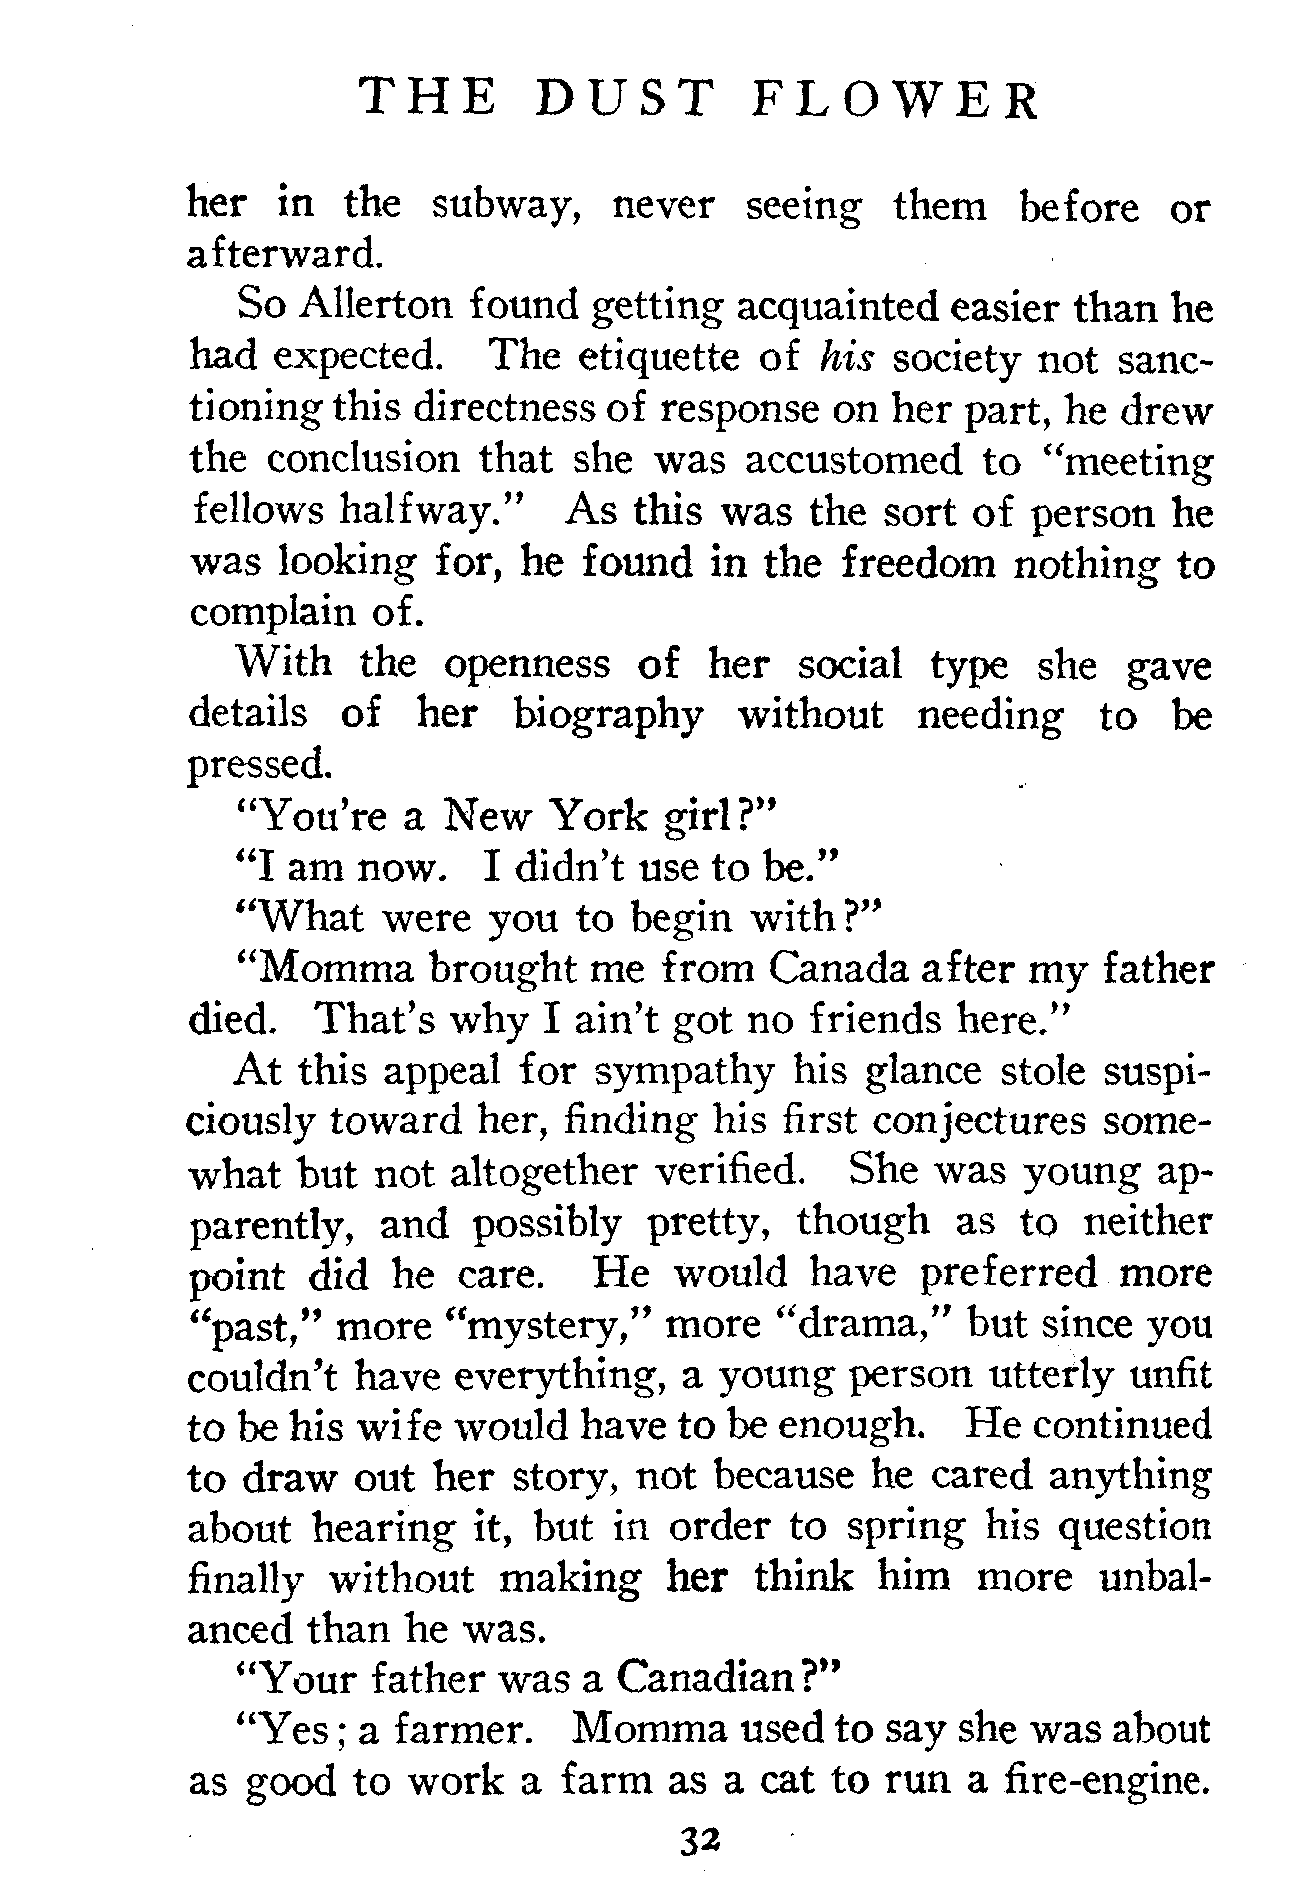 THE DUST FLOWER
her in the subway, never seeing them before or
afterward.
So Allerton found getting acquainted easier than he
had expected. The etiquette of his society not sanc-
tioning this directness of response on her part, he drew
the conclusion that she was accustomed to “meeting
fellows halfway.” As this was the sort of person he
was looking for, he found in the freedom nothing to
complain of.
With the openness of her social type she gave
details of her biography without needing to be
pressed.
“You're a New York girl?”
“I am now. I didn't use to be.”
“What were you to begin with?”
“Momma brought me from Canada after my father
died. That's why I ain't got no friends here.”
At this appeal for sympathy his glance stole suspi-
ciously toward her, finding his first conjectures some-
what but not altogether verified. She was young ap-
parently, and possibly pretty, though as to neither
point did he care. He would have preferred more
“past,” more “mystery,” more “drama,” but since you
couldn't have everything, a young person utterly unfit
to be his wife would have to be enough. He continued
to draw out her story, not because he cared anything
about hearing it, but in order to spring his question
finally without making her think him more unbal-
anced than he was.
“Your father was a Canadian?”
“Yes; a farmer. Momma used to say she was about
as good to work a farm as a cat to run a fire-engine.
32